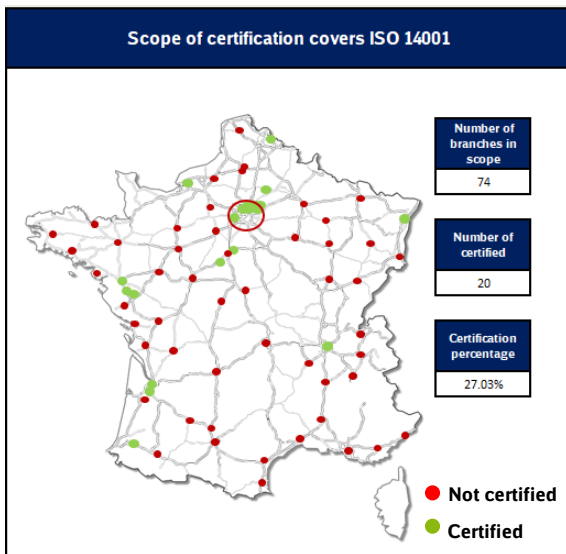 Scope of certification covers ISO 14001
Number of
branches in
scope
74
Number of
certified
20
Certification
percentage
27.03%
Not certified
Certified